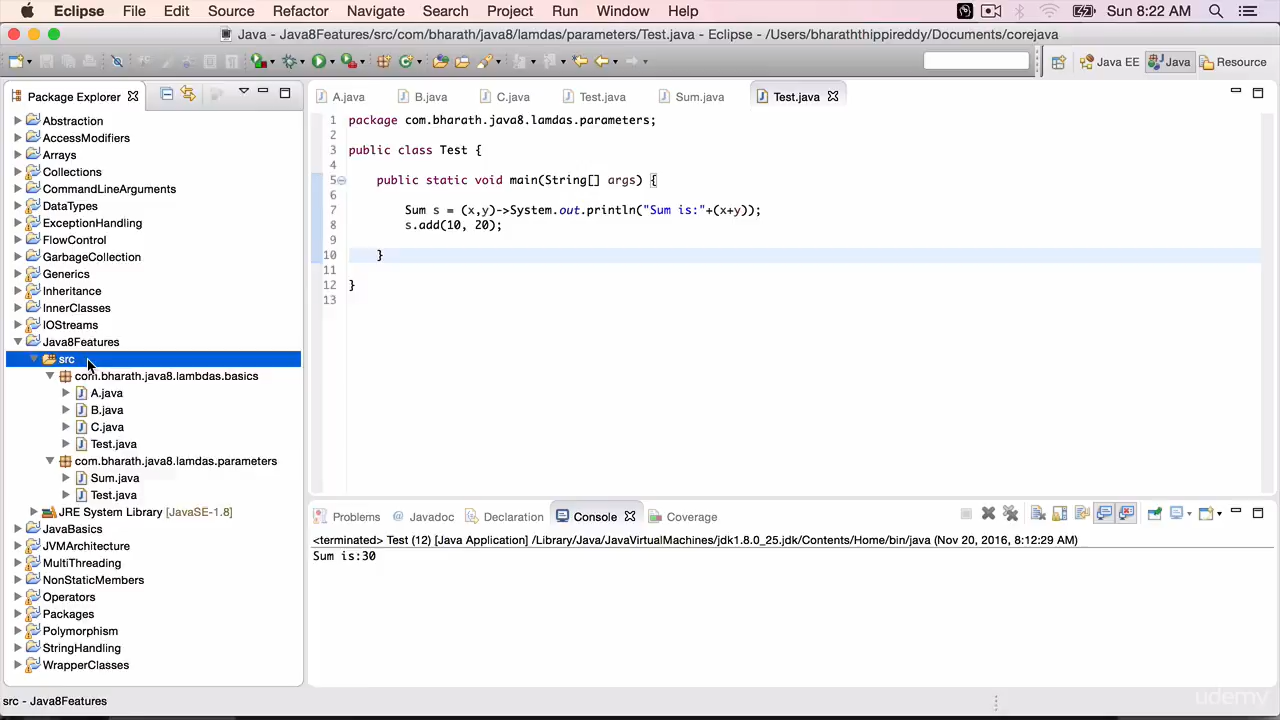 Eclipse File Edit Source Refactor Navigate Search Project Run Window Help Sun 8:22 AM
Java - Java8Features/src/com/bharath/java8/lamdas/parameters/Test.java - Eclipse - /Users/bharaththippireddy/Documents/corejava
Java EE Java Resource
Package Explorer
A.java B.java C.java Test.java Sum.java Test.java
Abstraction
AccessModifiers
Arrays
Collections
CommandLineArguments
DataTypes
ExceptionHandling
FlowControl
GarbageCollection
Generics
Inheritance
InnerClasses
IOStreams
Java8Features
src
com.bharath.java8.lambdas.basics
A.java
B.java
C.java
Test.java
com.bharath.java8.lamdas.parameters
Sum.java
Test.java
JRE System Library [JavaSE-1.8]
JavaBasics
JVMArchitecture
MultiThreading
NonStaticMembers
Operators
Packages
Polymorphism
StringHandling
WrapperClasses
1 package com.bharath.java8.lamdas.parameters;
2
3 public class Test {
4
5 public static void main(String[] args) {
6
7 Sum s = (x,y)->System.out.println("Sum is:"+(x+y));
8 s.add(10, 20);
9
10 }
11
12 }
13
Problems @ Javadoc Declaration Console Coverage
<terminated> Test (12) [Java Application] /Library/Java/JavaVirtualMachines/jdk1.8.0_25.jdk/Contents/Home/bin/java (Nov 20, 2016, 8:12:29 AM)
Sum is:30
src - Java8Features
udemy